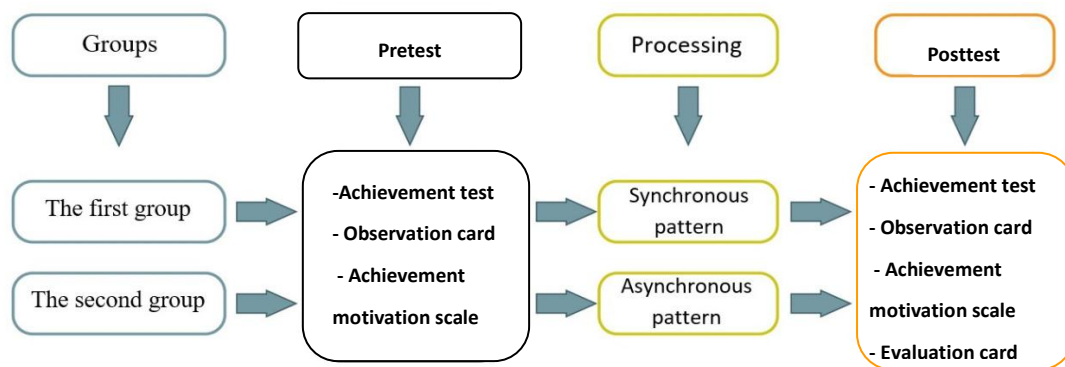 Groups
Pretest
Processing
Posttest
The first group
The second group
-Achievement test
- Observation card
- Achievement
motivation scale
Synchronous
pattern
Asynchronous
pattern
- Achievement test
- Observation card
- Achievement
motivation scale
- Evaluation card